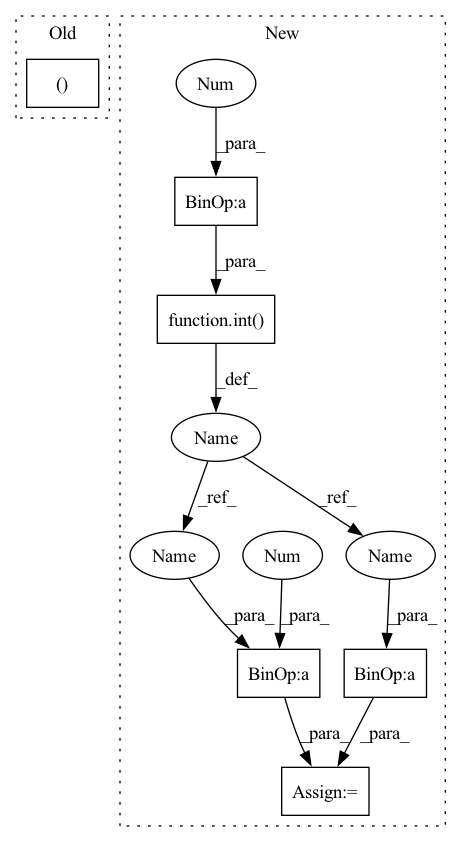 Old
New
()
Num
_para_
BinOp:a
_para_
function.int()
_def_
Name
_ref_
_ref_
Name
Num
Name
_para_
_para_
_para_
BinOp:a
BinOp:a
_para_
_para_
Assign:=